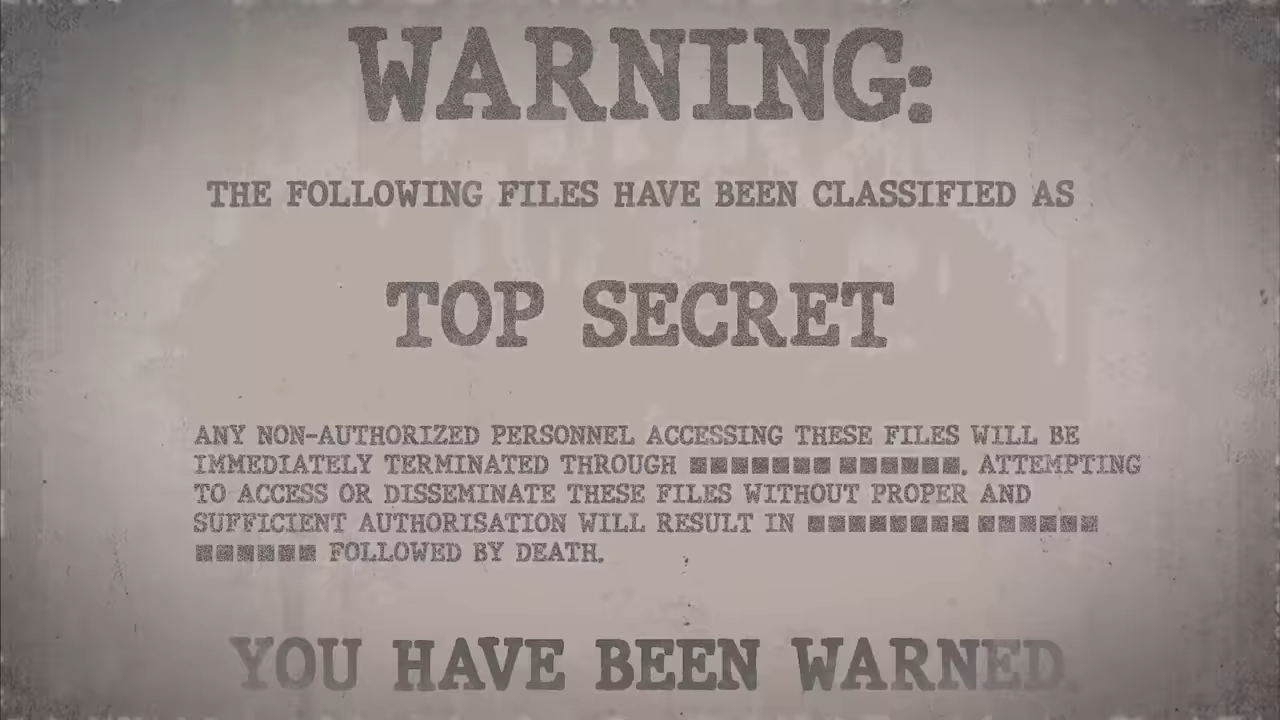 WARNING:
THE FOLLOWING FILES HAVE BEEN CLASSIFIED AS
TOP SECRET
ANY NON-AUTHORIZED PERSONNEL ACCESSING THESE FILES WILL BE
IMMEDIATELY TERMINATED THROUGH ■■■■■■■ ■■■■■■. ATTEMPTING
TO ACCESS OR DISSEMINATE THESE FILES WITHOUT PROPER AND
SUFFICIENT AUTHORISATION WILL RESULT IN ■■■■■■■■ ■■■■■■
■■■■■■ FOLLOWED BY DEATH.
YOU HAVE BEEN WARNED.